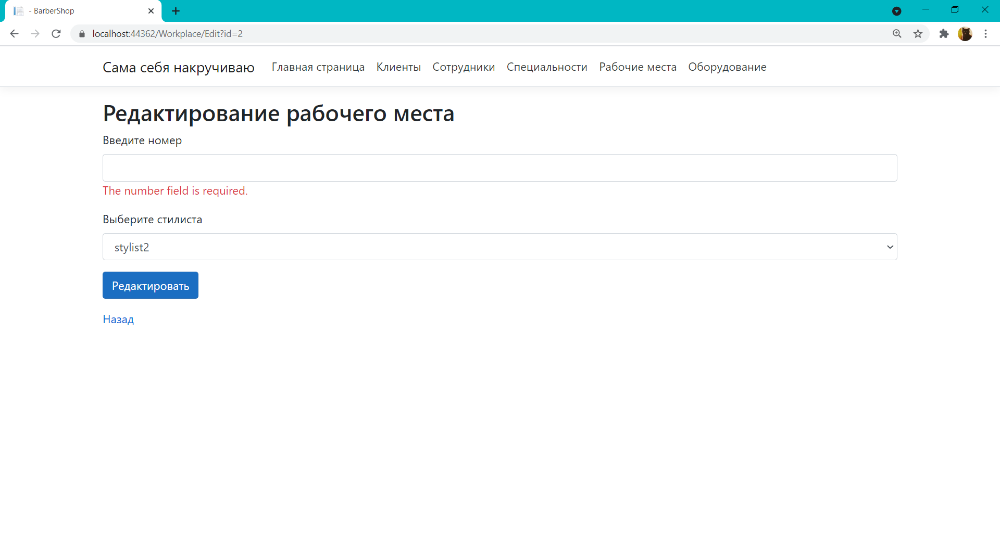 - BarberShop
localhost:44362/Workplace/Edit?id=2
Сама себя накручиваю Главная страница Клиенты Сотрудники Специальности Рабочие места Оборудование
Редактирование рабочего места
Введите номер
The number field is required.
Выберите стилиста
stylist2
Редактировать
Назад